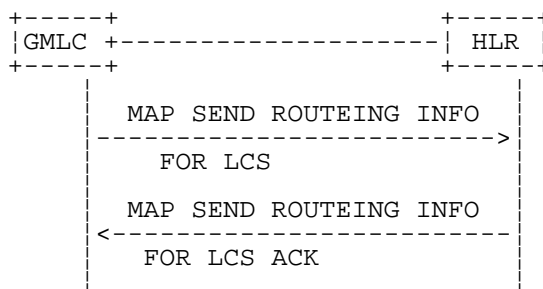 GMLC HLR
MAP SEND ROUTEING INFO
FOR LCS
MAP SEND ROUTEING INFO
FOR LCS ACK